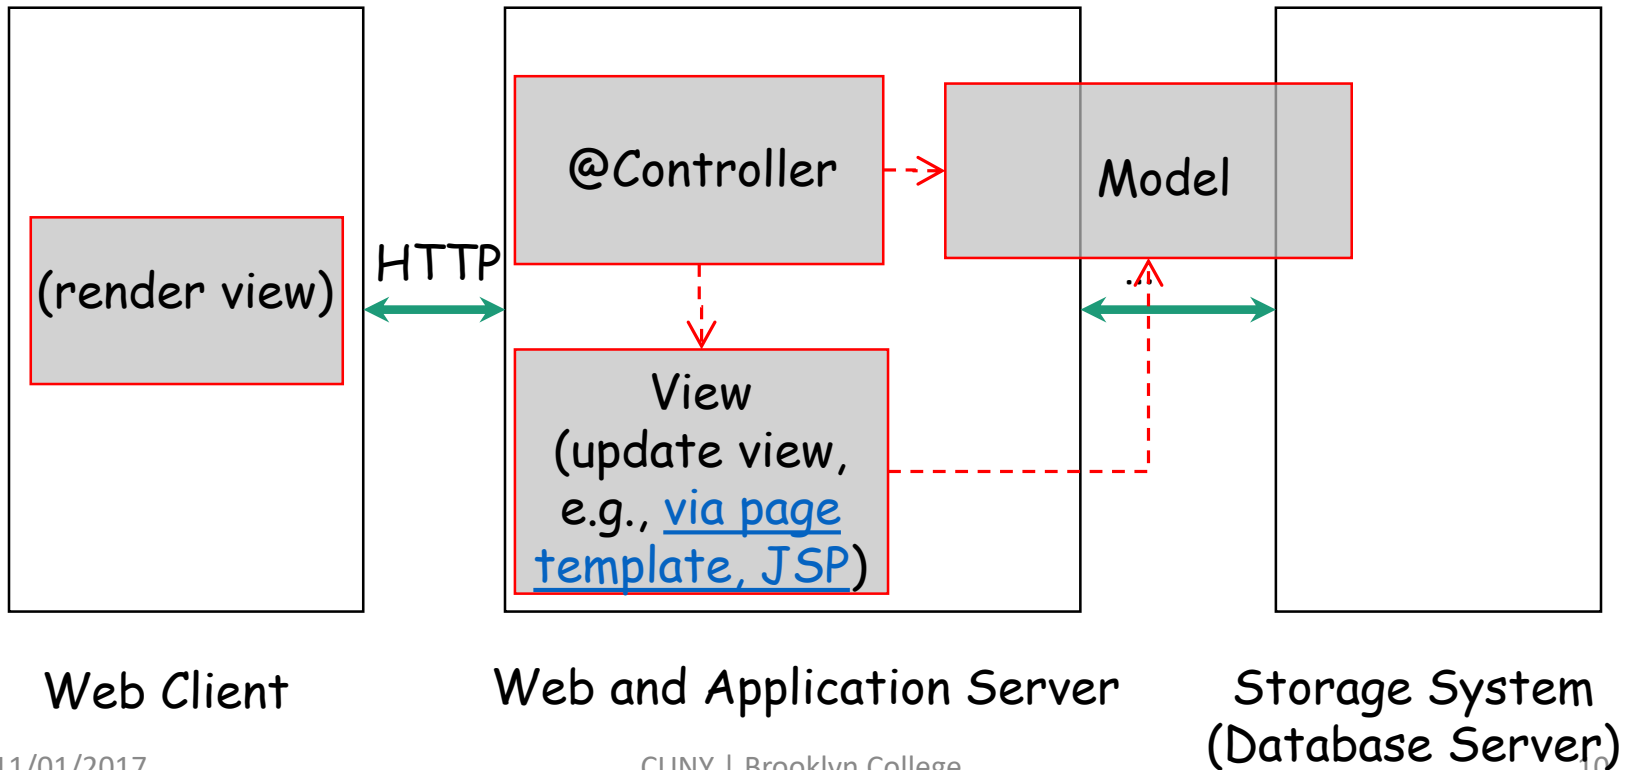 @Controller
Model
(render view)
HTTP
...
View
(update view,
e.g., via page
template, JSP)
Web Client
Web and Application Server
Storage System
(Database Server)
11/01/2017
CUNY | Brooklyn College
10